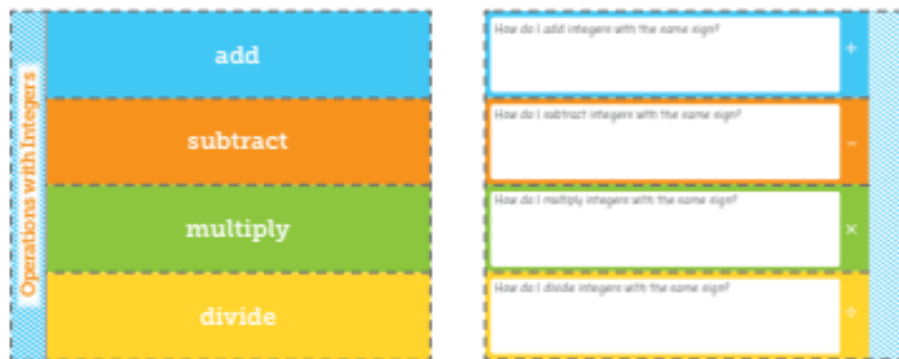 Operations with Integers
add
subtract
multiply
divide
How do I add integers with the same sign?
+
How do I subtract integers with the same sign?
-
How do I multiply integers with the same sign?
×
How do I divide integers with the same sign?
÷